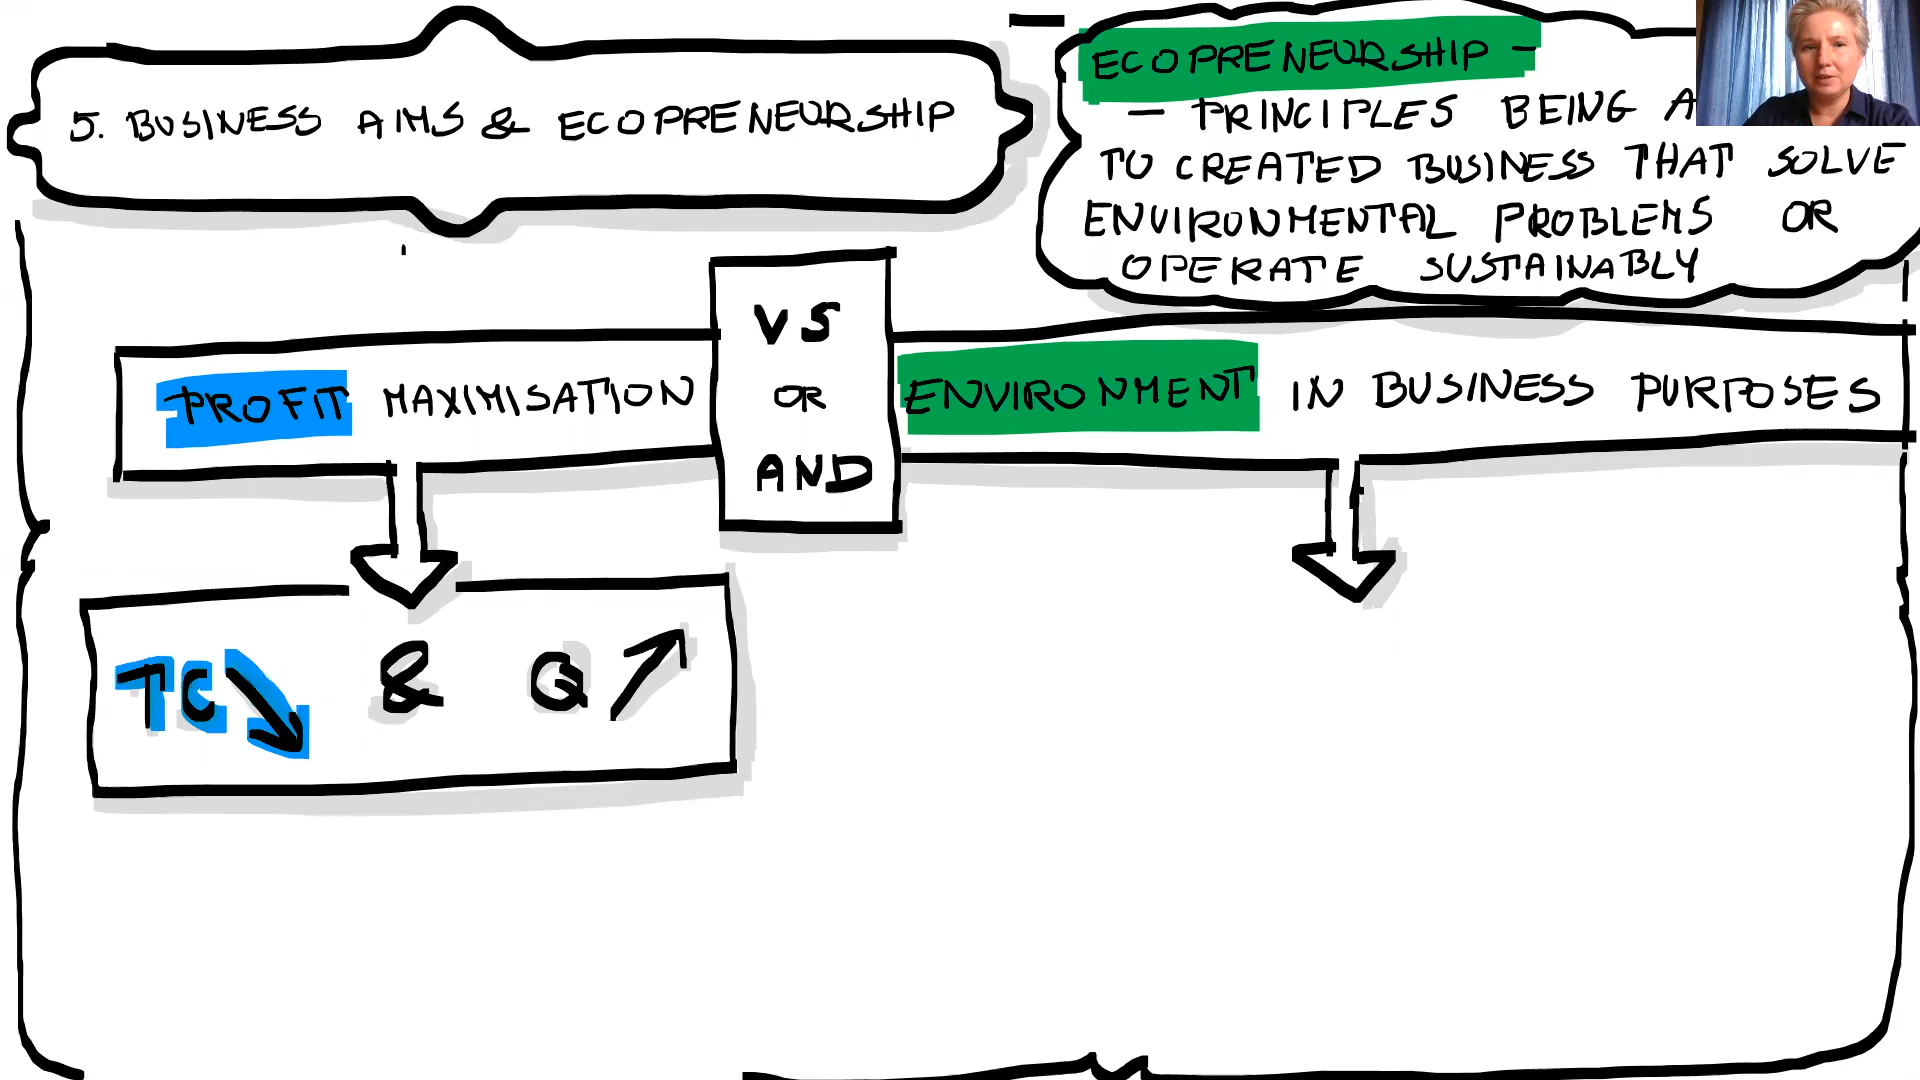 5. BUSINESS AIMS & ECOPRENEURSHIP
ECOPRENEURSHIP -
- PRINCIPLES BEING
TO CREATED BUSINESS THAT SOLVE
ENVIRONMENTAL PROBLEMS OR
OPERATE SUSTAINABLY
PROFIT MAXIMISATION
VS
OR
AND
ENVIRONMENT IN BUSINESS PURPOSES
TC & Q